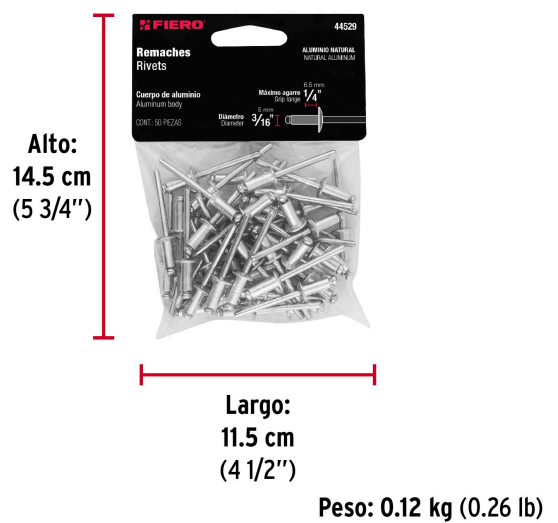 FIERO
44529
Remaches
Rivets
ALUMINIO NATURAL
NATURAL ALUMINUM
Cuerpo de aluminio
Aluminum body
CONT.: 50 PIEZAS
6.5 mm
Máximo agarre 1/4"
Grip range
5 mm
Diámetro 3/16"
Diameter
Alto:
14.5 cm
(5 3/4")
Largo:
11.5 cm
(4 1/2")
Peso: 0.12 kg (0.26 lb)